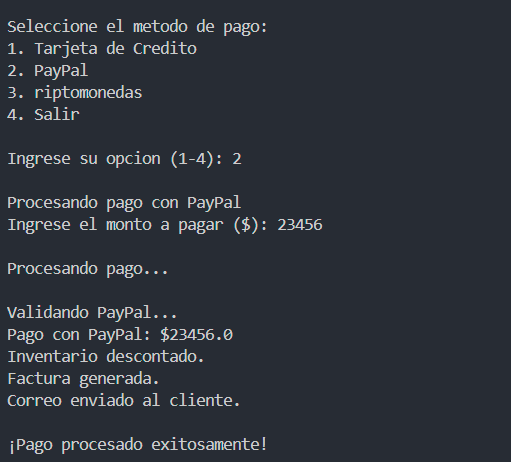 Seleccione el metodo de pago:
1. Tarjeta de Credito
2. PayPal
3. riptomonedas
4. Salir
Ingrese su opcion (1-4): 2
Procesando pago con PayPal
Ingrese el monto a pagar ($): 23456
Procesando pago...
Validando PayPal...
Pago con PayPal: $23456.0
Inventario descontado.
Factura generada.
Correo enviado al cliente.
¡Pago procesado exitosamente!